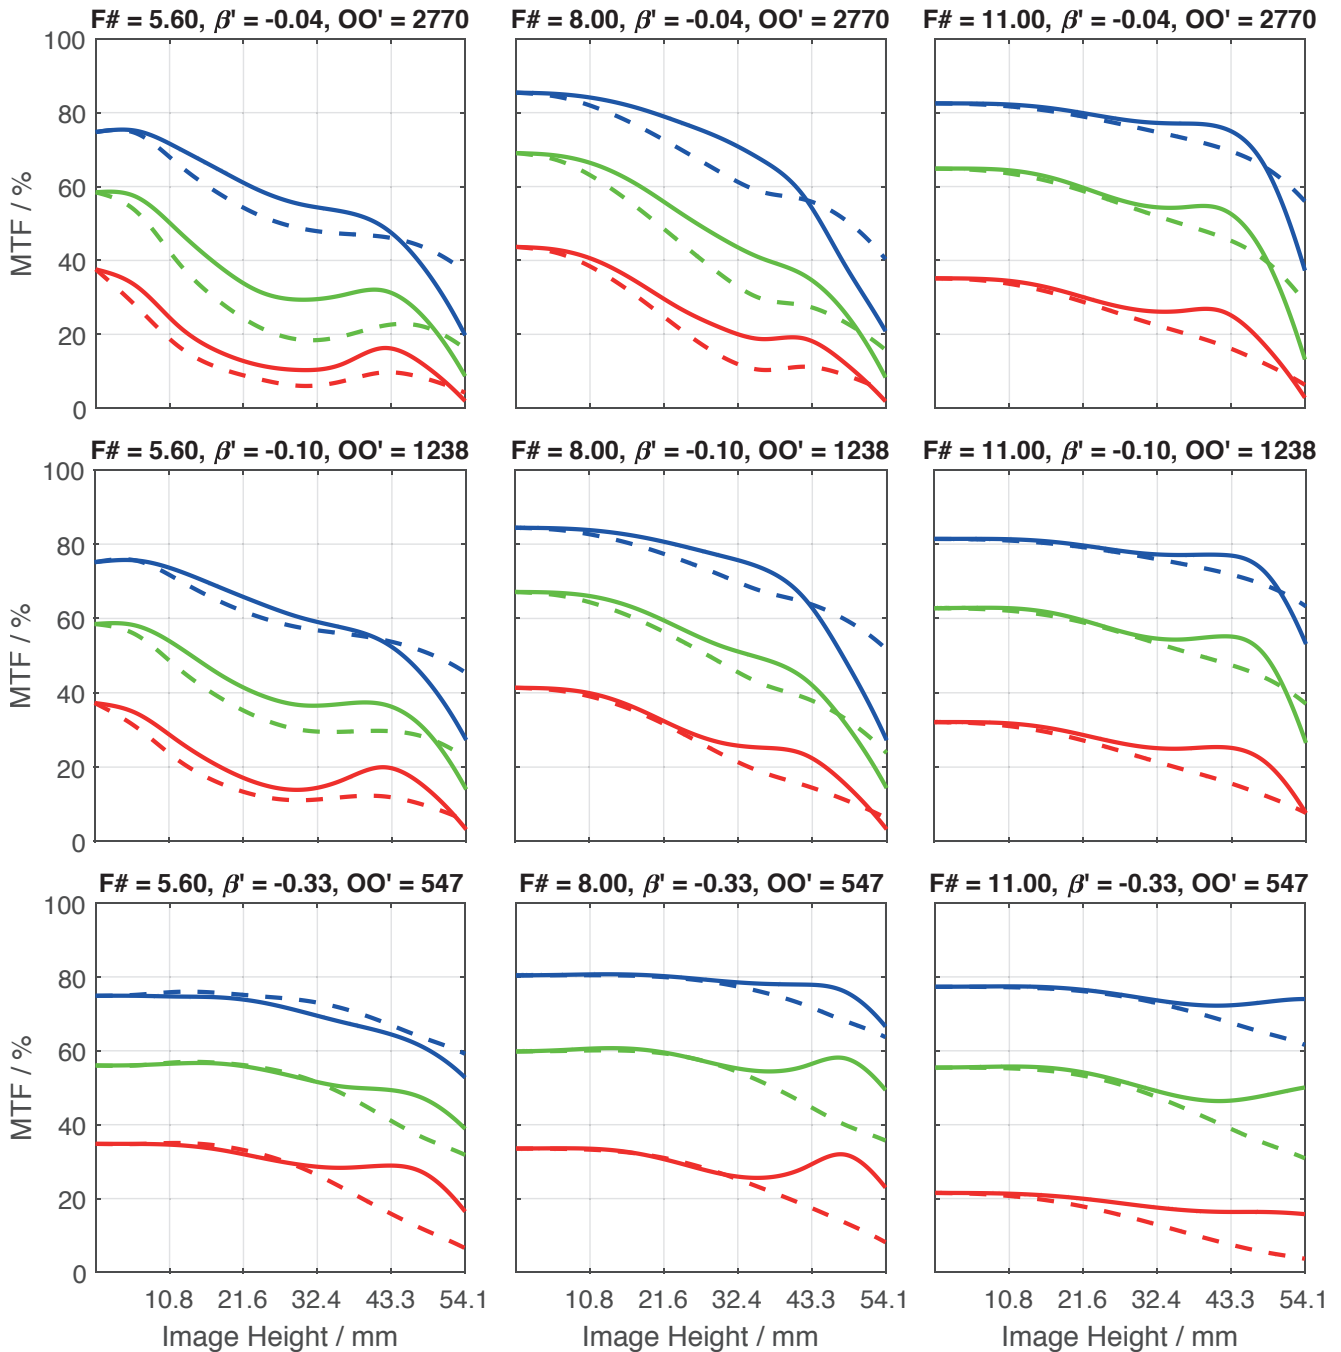 F# = 5.60, β' = -0.04, OO' = 2770
F# = 8.00, β' = -0.04, OO' = 2770
F# = 11.00, β' = -0.04, OO' = 2770
100
80
60
40
20
0
MTF / %
F# = 5.60, β' = -0.10, OO' = 1238
F# = 8.00, β' = -0.10, OO' = 1238
F# = 11.00, β' = -0.10, OO' = 1238
100
80
60
40
20
0
MTF / %
F# = 5.60, β' = -0.33, OO' = 547
F# = 8.00, β' = -0.33, OO' = 547
F# = 11.00, β' = -0.33, OO' = 547
100
80
60
40
20
0
MTF / %
10.8 21.6 32.4 43.3 54.1
10.8 21.6 32.4 43.3 54.1
10.8 21.6 32.4 43.3 54.1
Image Height / mm
Image Height / mm
Image Height / mm